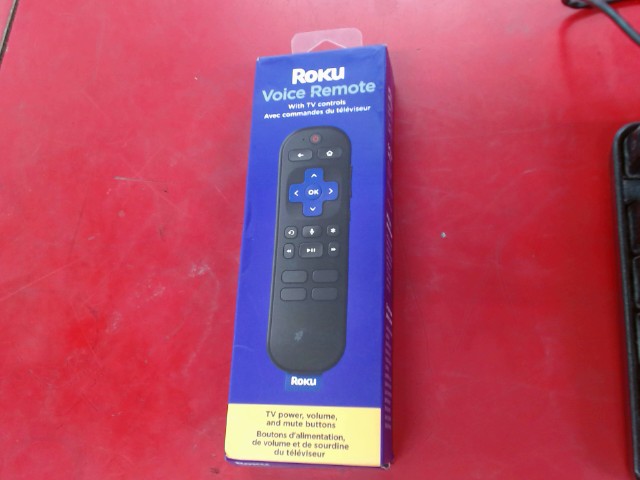 Roku
Voice Remote
With TV controls
Avec commandes du téléviseur
OK
Roku
TV power, volume,
and mute buttons
Boutons d'alimentation,
de volume et de sourdine
du téléviseur